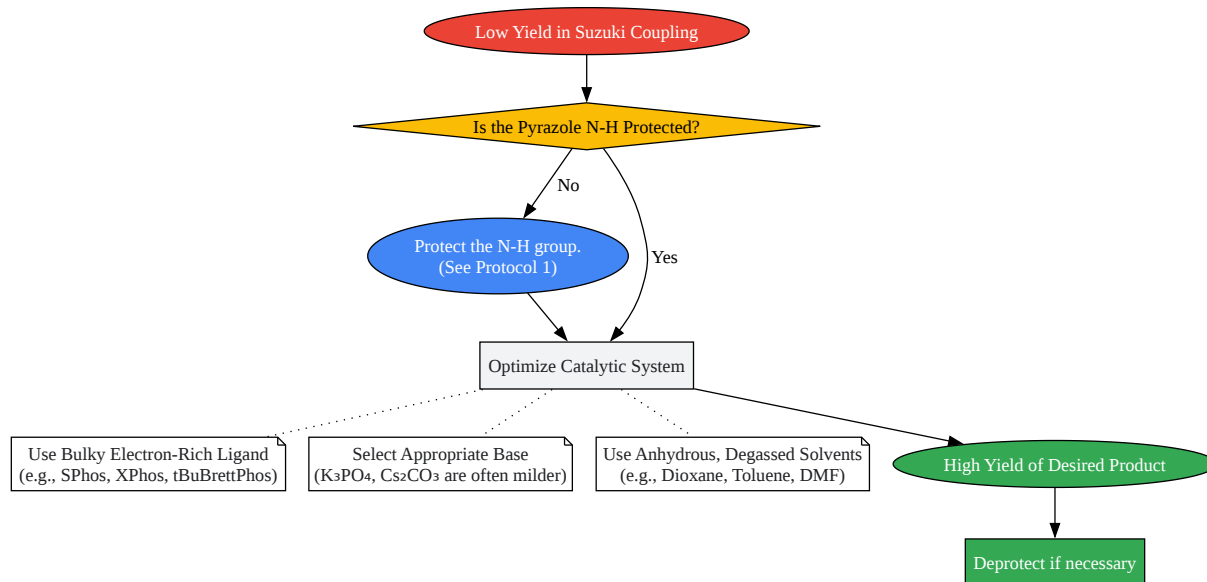 Low Yield in Suzuki Coupling
Is the Pyrazole N-H Protected?
No
Protect the N-H group.
(See Protocol 1)
Yes
Optimize Catalytic System
Use Bulky Electron-Rich Ligand
(e.g., SPhos, XPhos, tBuBrettPhos)
Select Appropriate Base
(K₃PO₄, Cs₂CO₃ are often milder)
Use Anhydrous, Degassed Solvents
(e.g., Dioxane, Toluene, DMF)
High Yield of Desired Product
Deprotect if necessary